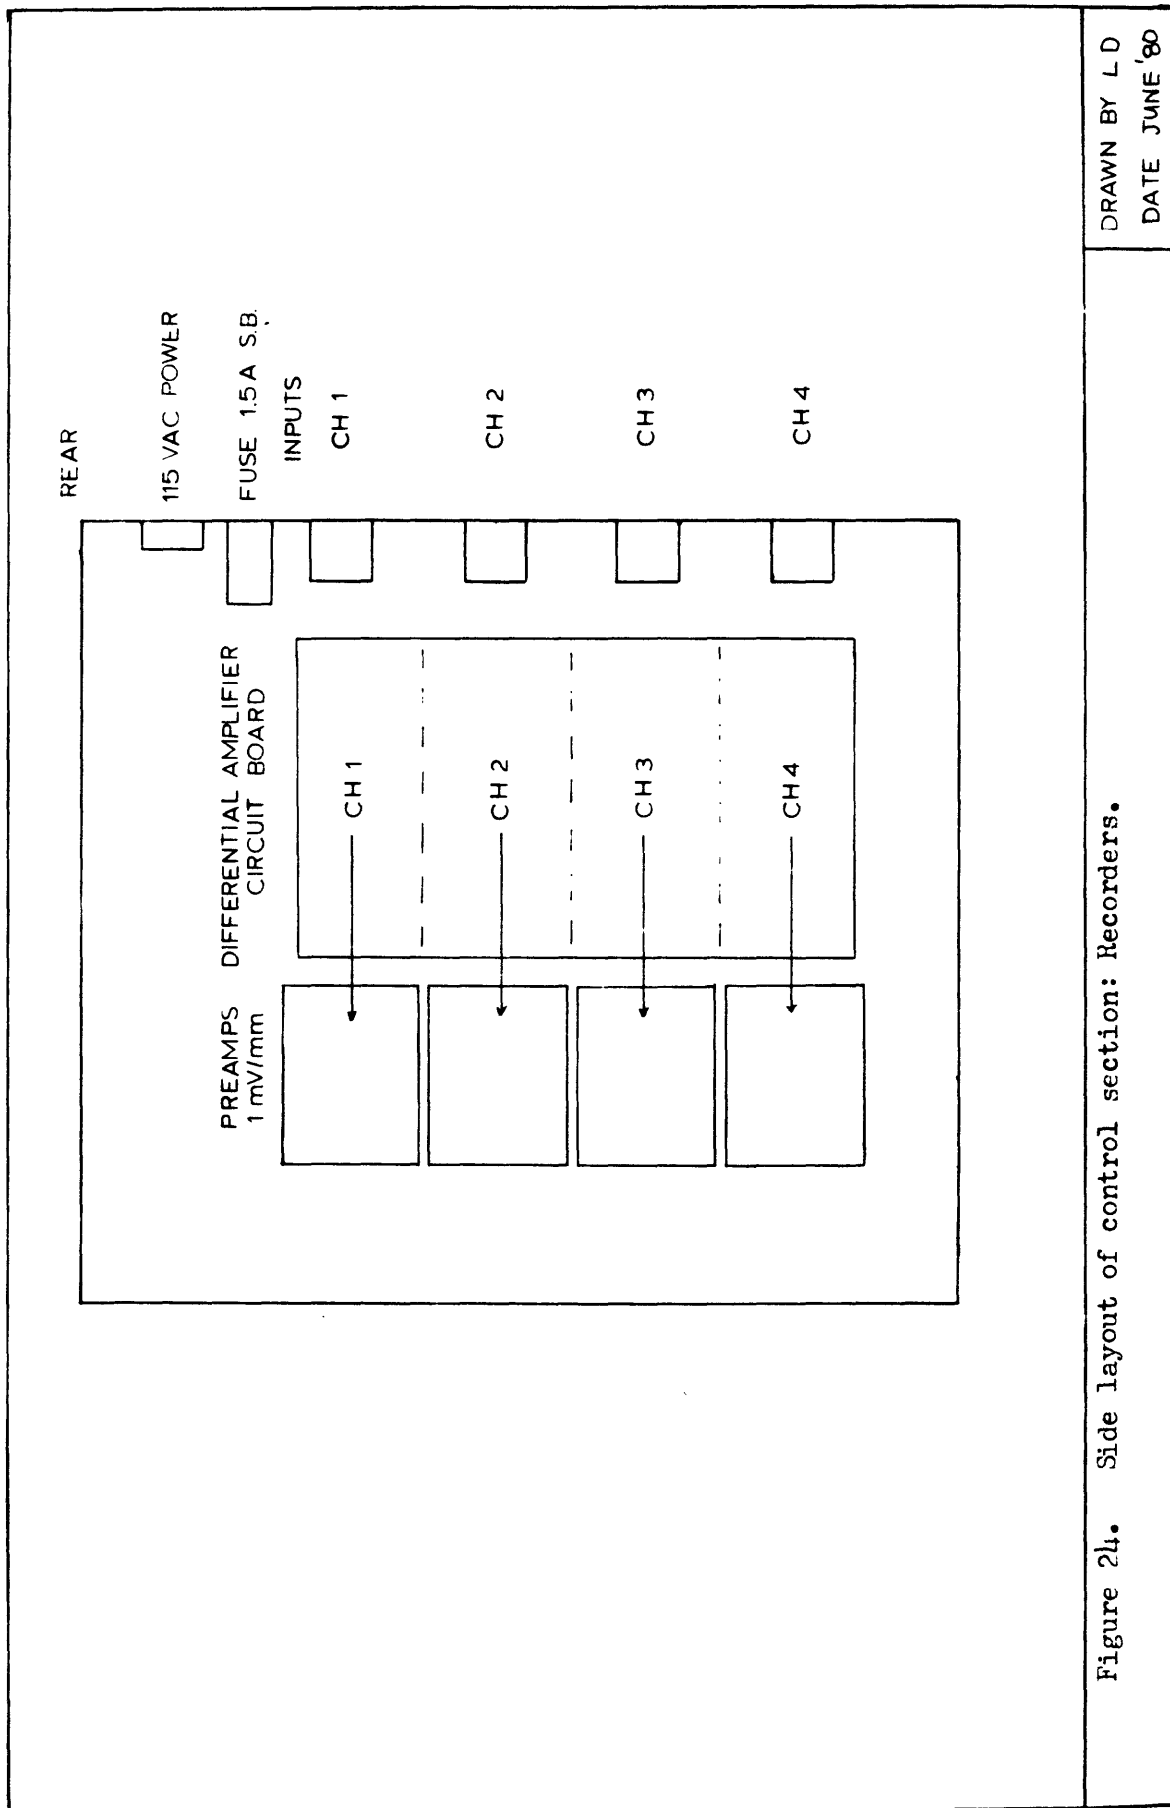 REAR
115 VAC POWER
FUSE 1.5 A S.B.
INPUTS
CH 1
CH 2
CH 3
CH 4
PREAMPS
1 mV/mm
DIFFERENTIAL AMPLIFIER
CIRCUIT BOARD
CH 1
CH 2
CH 3
CH 4
Figure 24. Side layout of control section: Recorders.
DRAWN BY L D
DATE JUNE '80